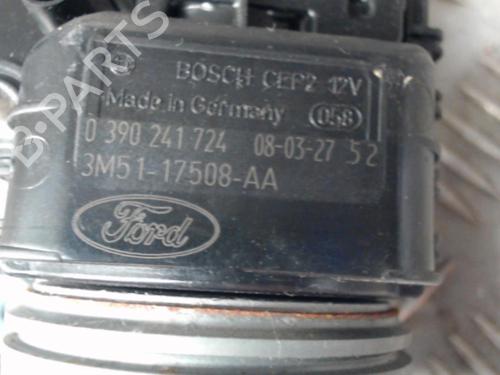 B-PARTS
BOSCH CEP2 12V
Made in Germany 058
0 390 241 724 08-03-27 52
3M51-17508-AA
Ford